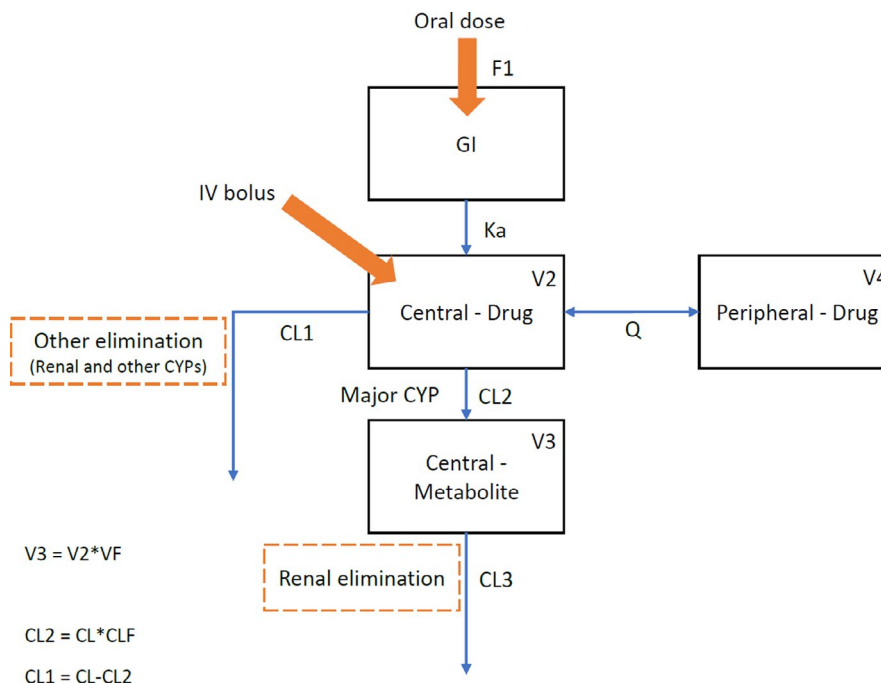 Oral dose
F1
GI
IV bolus
Ka
V2
V4
Central - Drug
Peripheral - Drug
Q
CL1
Other elimination
(Renal and other CYPs)
Major CYP
CL2
V3
Central -
Metabolite
V3 = V2*VF
Renal elimination
CL3
CL2 = CL*CLF
CL1 = CL-CL2